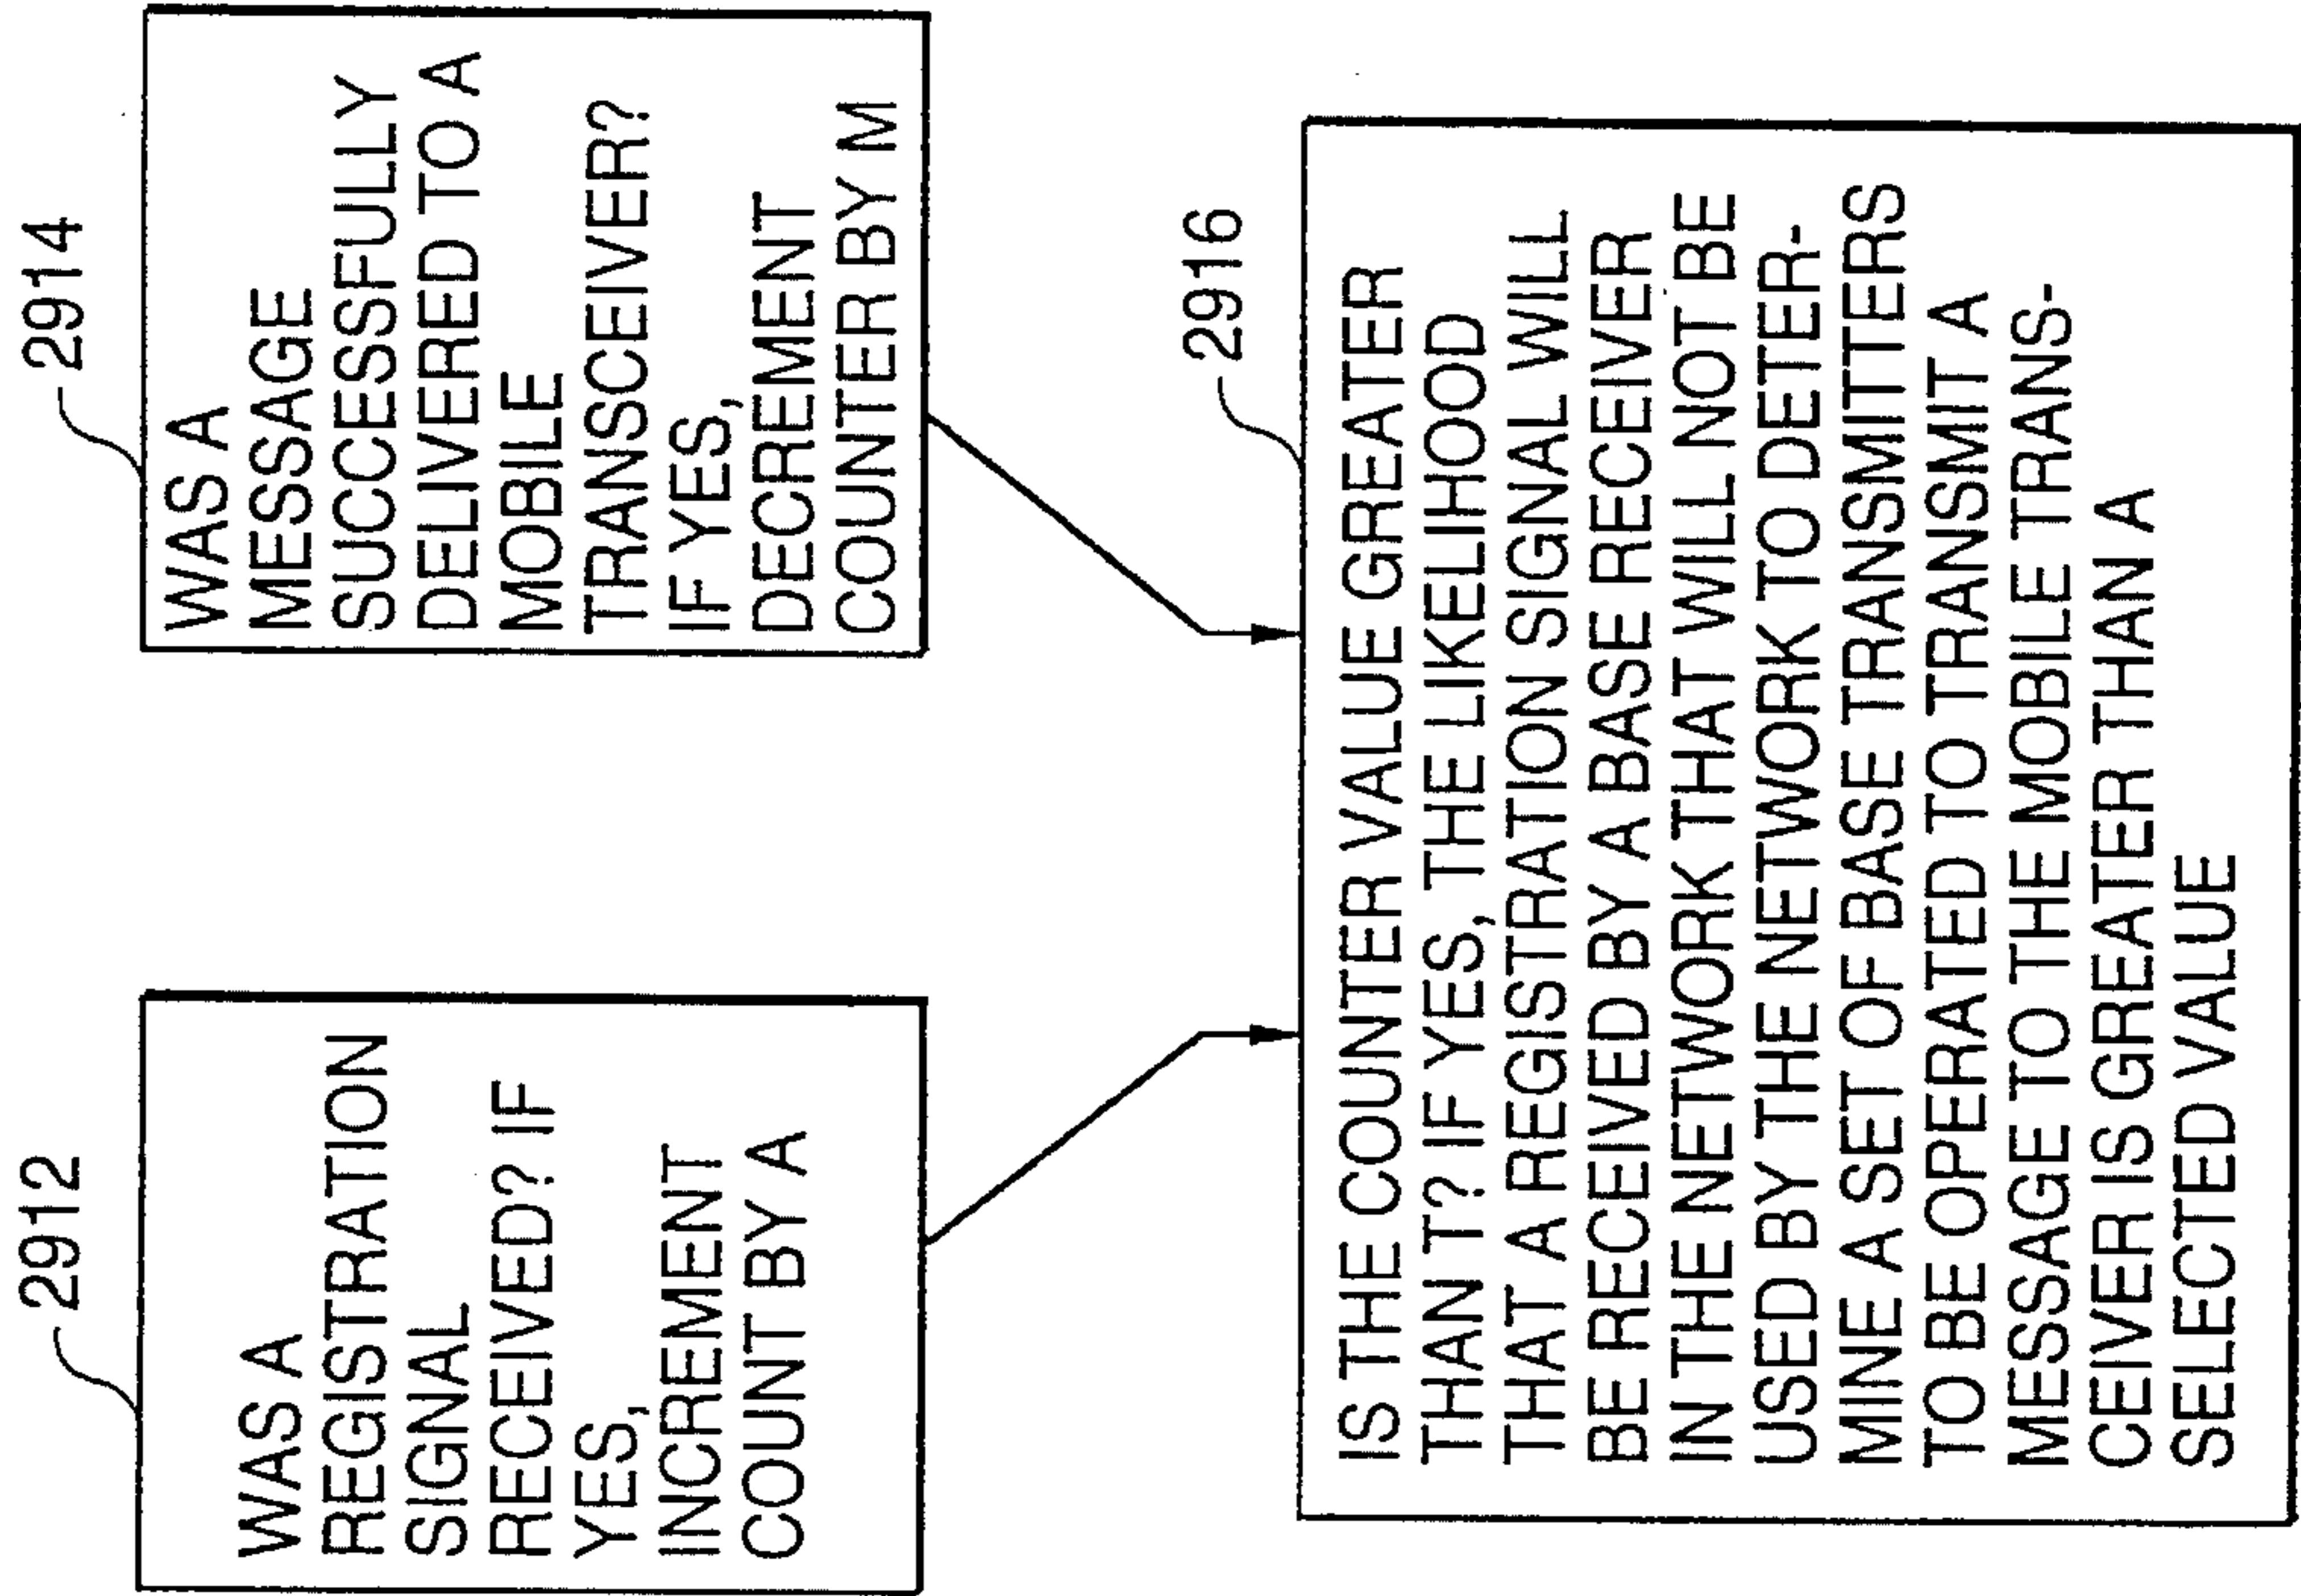 2912
WAS A
REGISTRATION
SIGNAL
RECEIVED? IF
YES,
INCREMENT
COUNT BY A
2914
WAS A
MESSAGE
SUCCESSFULLY
DELIVERED TO A
MOBILE
TRANSCEIVER?
IF YES,
DECREMENT
COUNTER BY M
2916
IS THE COUNTER VALUE GREATER
THAN T? IF YES, THE LIKELIHOOD
THAT A REGISTRATION SIGNAL WILL
BE RECEIVED BY A BASE RECEIVER
IN THE NETWORK THAT WILL NOT BE
USED BY THE NETWORK TO DETER-
MINE A SET OF BASE TRANSMITTERS
TO BE OPERATED TO TRANSMIT A
MESSAGE TO THE MOBILE TRANS-
CEIVER IS GREATER THAN A
SELECTED VALUE